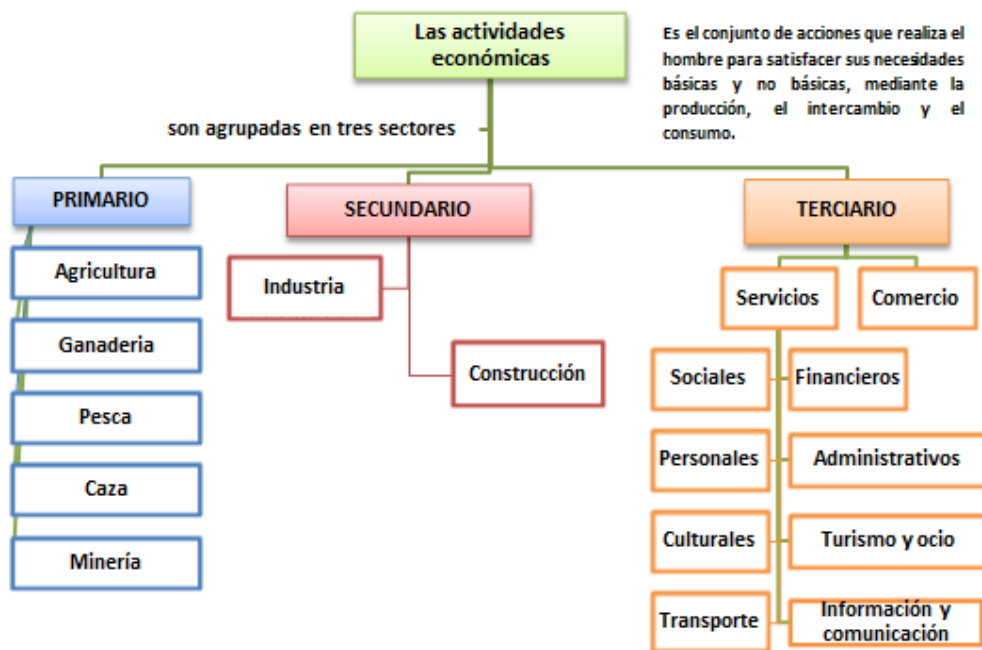 Las actividades
económicas
Es el conjunto de acciones que realiza el
hombre para satisfacer sus necesidades
básicas y no básicas, mediante la
producción, el intercambio y el
consumo.
son agrupadas en tres sectores
PRIMARIO
SECUNDARIO
TERCIARIO
Agricultura
Ganaderia
Pesca
Caza
Minería
Industria
Construcción
Servicios
Comercio
Sociales
Financieros
Personales
Administrativos
Culturales
Turismo y ocio
Transporte
Información y
comunicación